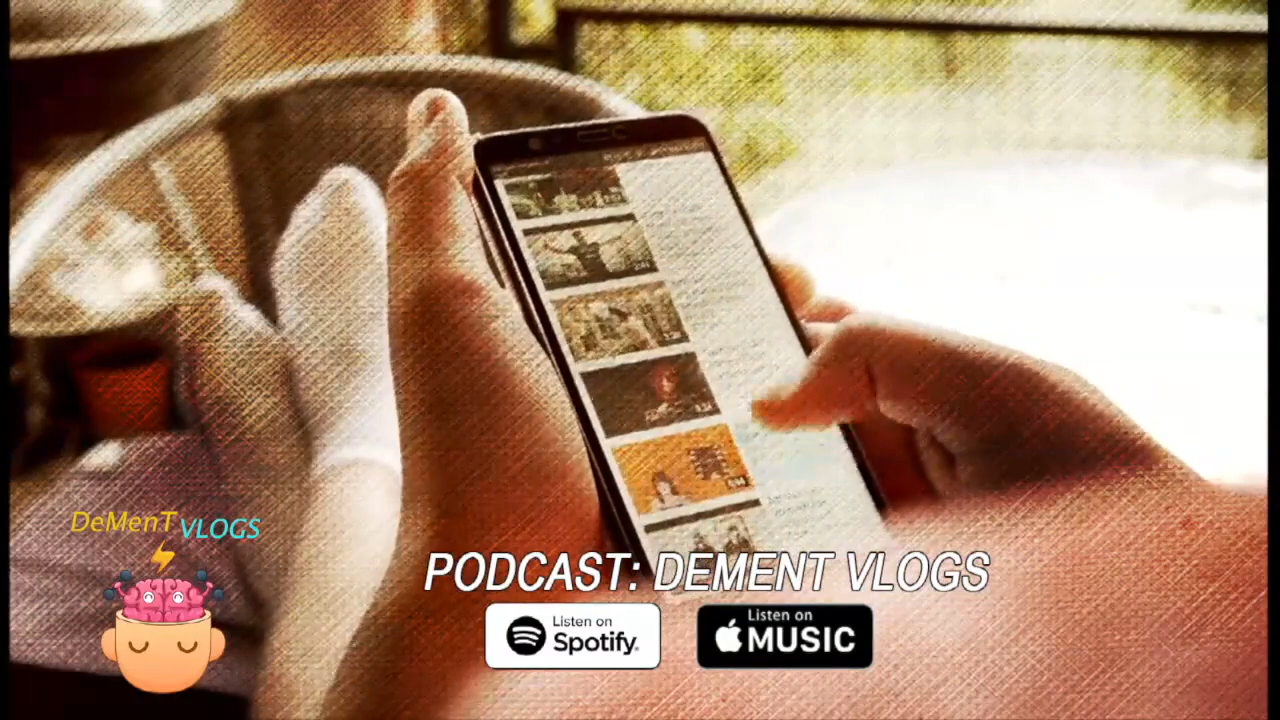 DeMenT VLOGS
PODCAST: DEMENT VLOGS
Listen on
Spotify
Listen on
MUSIC